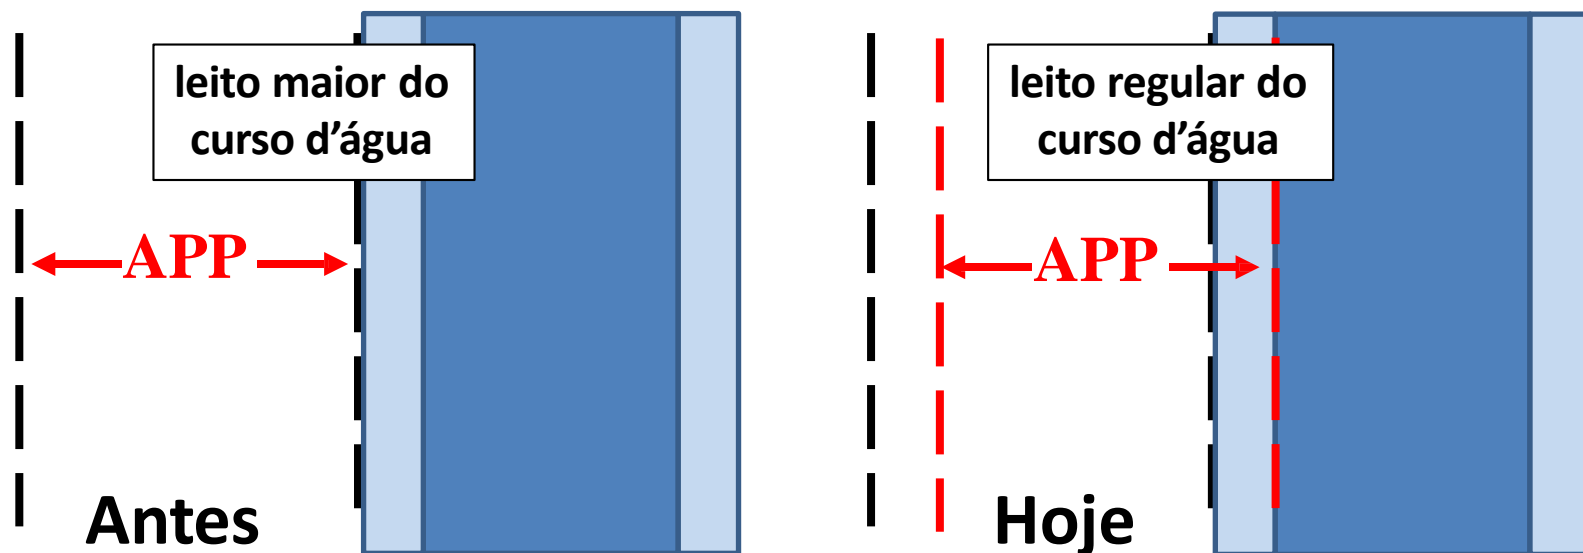 leito maior do
curso d’água
APP
Antes
leito regular do
curso d’água
APP
Hoje